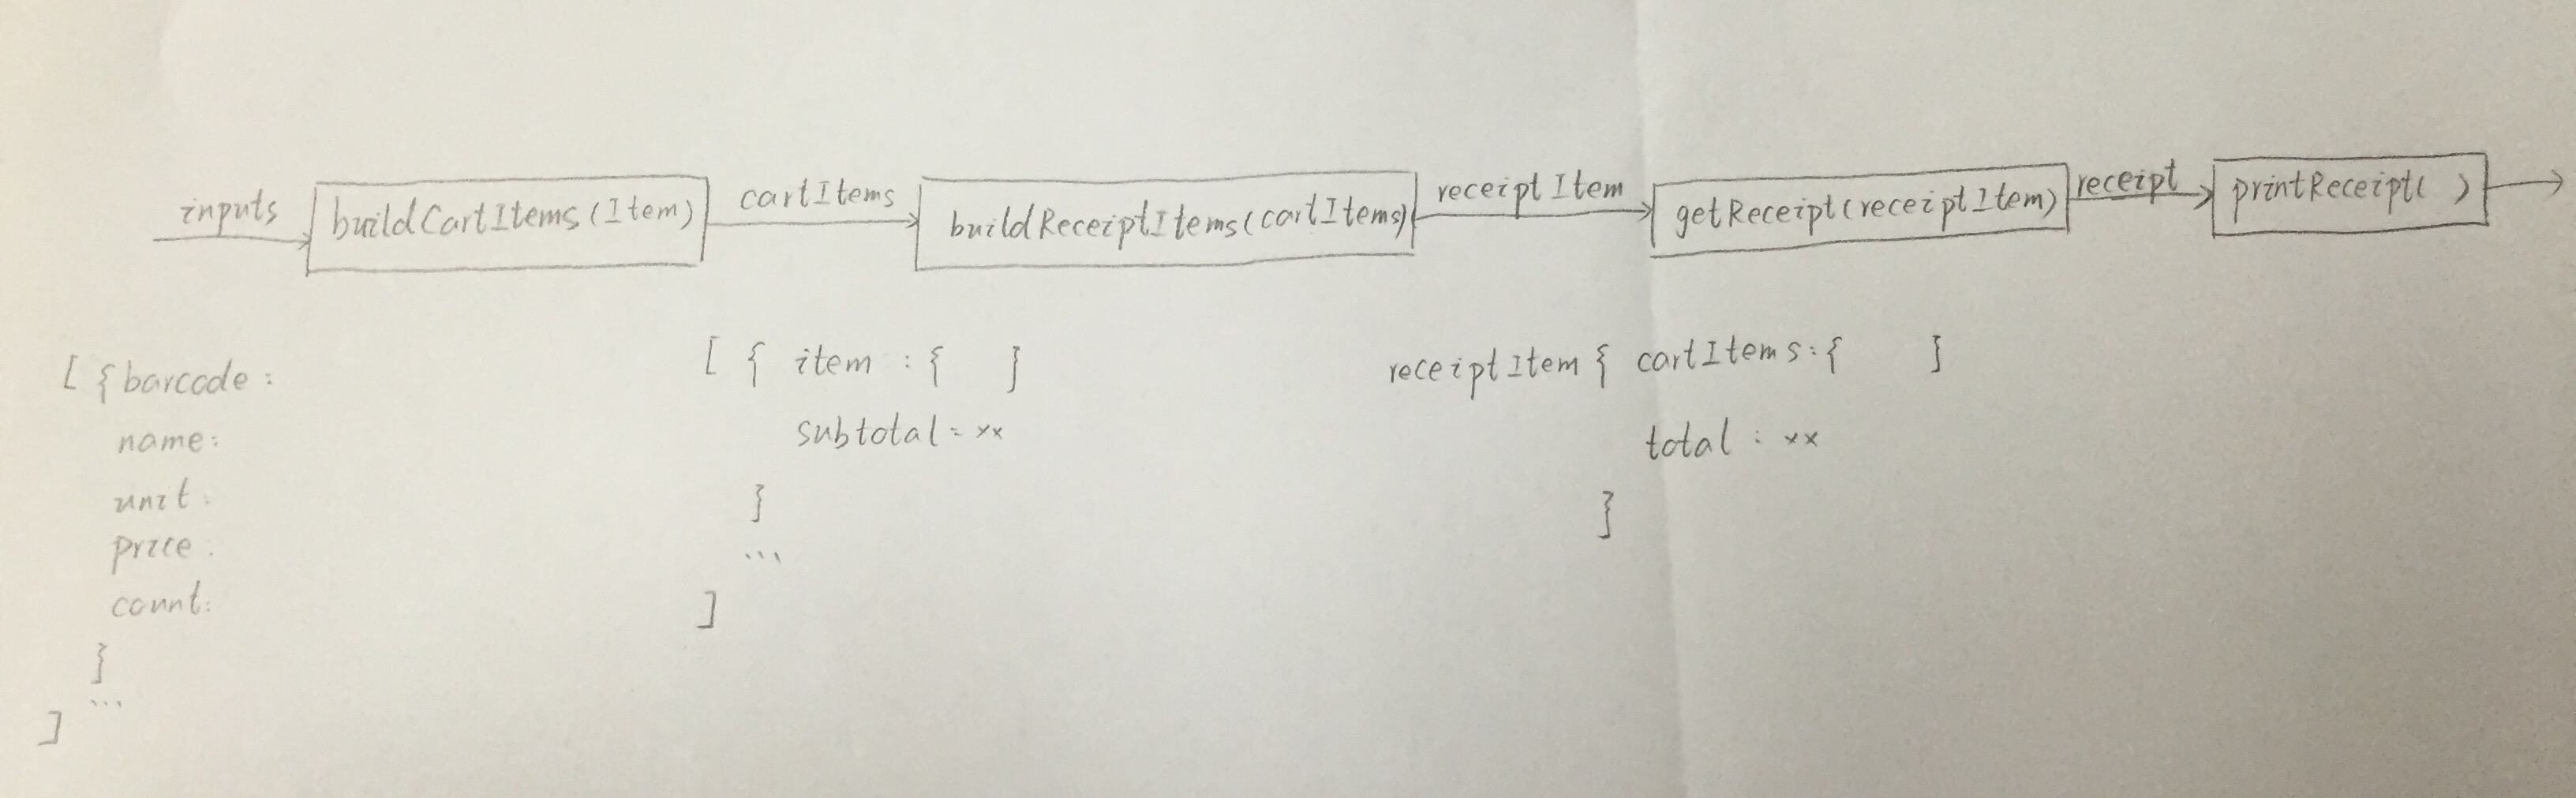 inputs
buildCartItems(Item)
cartItems
buildReceiptItems(cartItems)
receiptItem
getReceipt(receiptItem)
receipt
printReceipt( )
[ { barcode :
name:
unit:
price :
count:
}
...
]
[ { item : { }
subtotal: xx
}
...
]
receiptItem { cartItems: { }
total : xx
}